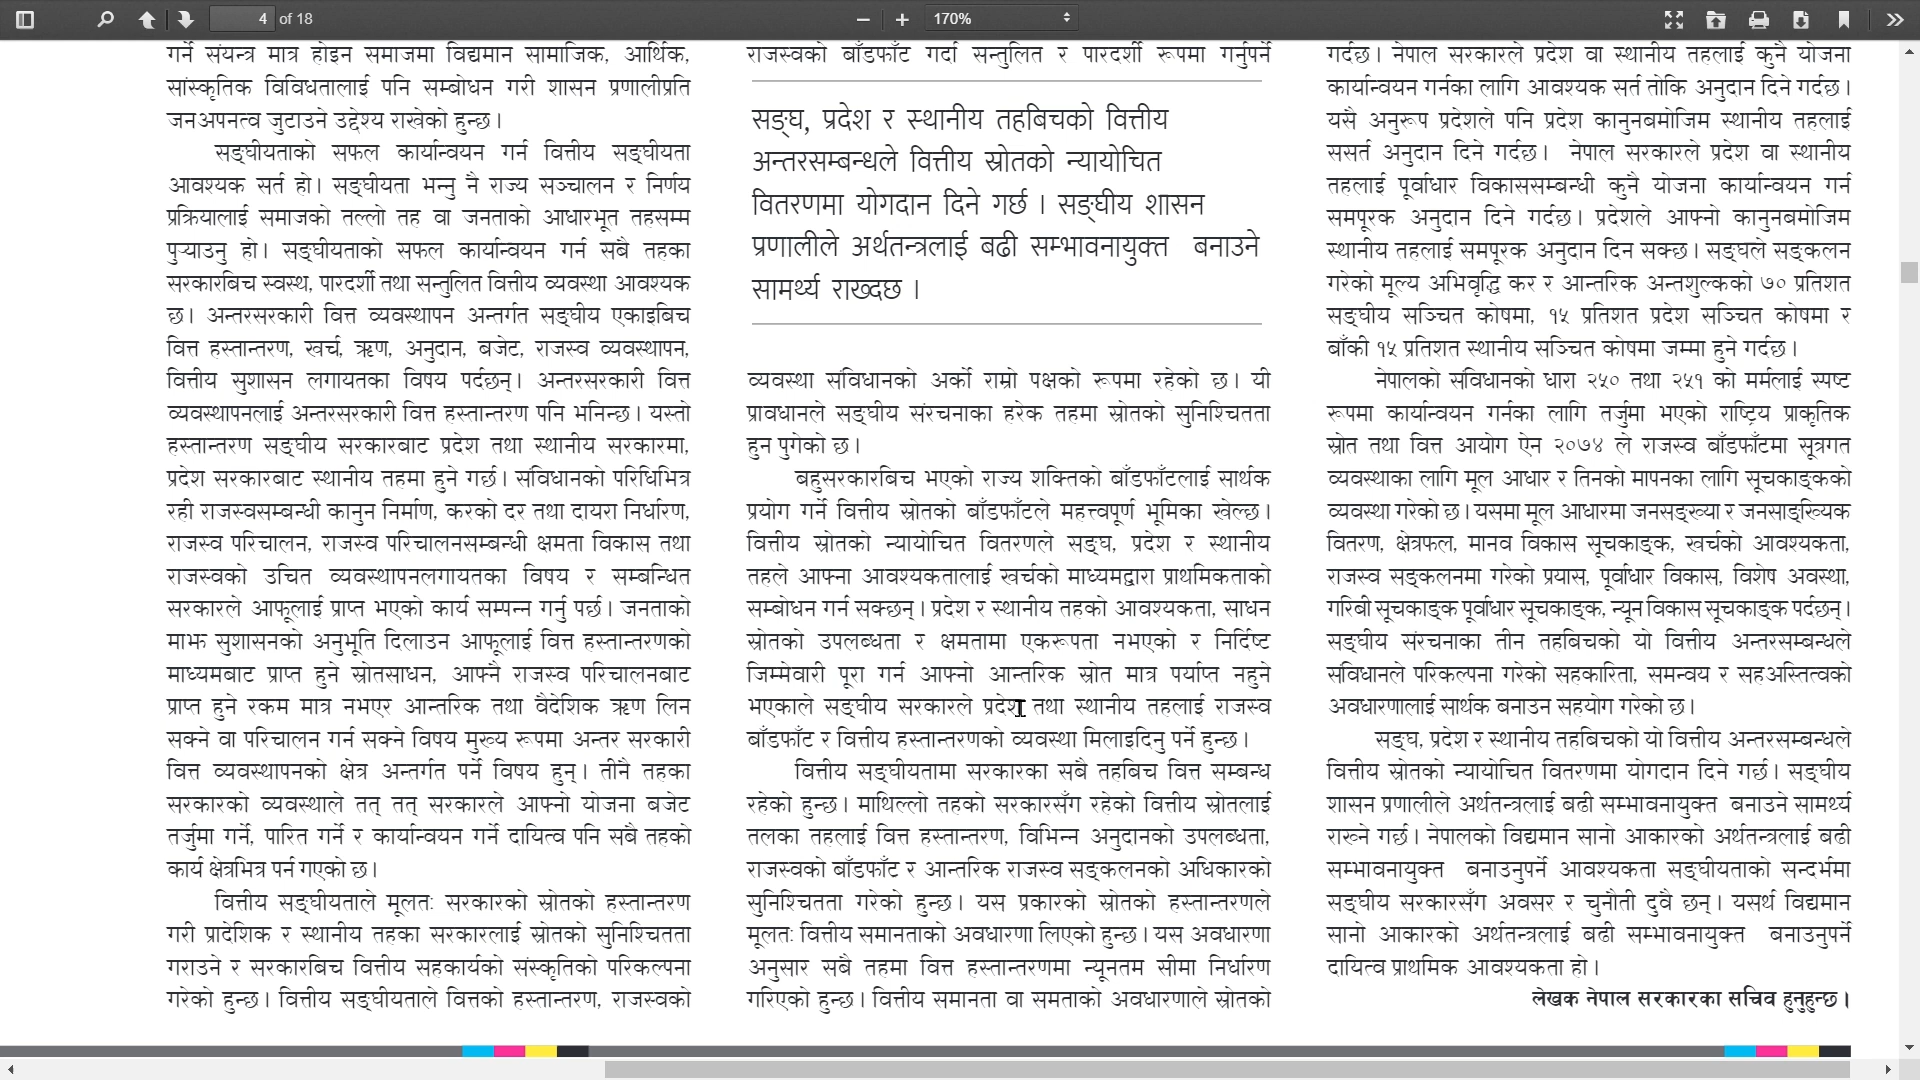 4
of 18
170%
गर्ने संयन्त्र मात्र होइन समाजमा विद्यमान सामाजिक, आर्थिक,
सांस्कृतिक विविधतालाई पनि सम्बोधन गरी शासन प्रणालीप्रति
जनअपनत्व जुटाउने उद्देश्य राखेको हुन्छ।
सङ्घीयताको सफल कार्यान्वयन गर्न वित्तीय सङ्घीयता
आवश्यक सर्त हो। सङ्घीयता भन्नु नै राज्य सञ्चालन र निर्णय
प्रक्रियालाई समाजको तल्लो तह वा जनताको आधारभूत तहसम्म
पुऱ्याउनु हो। सङ्घीयताको सफल कार्यान्वयन गर्न सबै तहका
सरकारबिच स्वस्थ, पारदर्शी तथा सन्तुलित वित्तीय व्यवस्था आवश्यक
छ। अन्तरसरकारी वित्त व्यवस्थापन अन्तर्गत सङ्घीय एकाइबिच
वित्त हस्तान्तरण, खर्च, ऋण, अनुदान, बजेट, राजस्व व्यवस्थापन,
वित्तीय सुशासन लगायतका विषय पर्दछन्। अन्तरसरकारी वित्त
व्यवस्थापनलाई अन्तरसरकारी वित्त हस्तान्तरण पनि भनिन्छ। यस्तो
हस्तान्तरण सङ्घीय सरकारबाट प्रदेश तथा स्थानीय सरकारमा,
प्रदेश सरकारबाट स्थानीय तहमा हुने गर्छ। संविधानको परिधिभित्र
रही राजस्वसम्बन्धी कानुन निर्माण, करको दर तथा दायरा निर्धारण,
राजस्व परिचालन, राजस्व परिचालनसम्बन्धी क्षमता विकास तथा
राजस्वको उचित व्यवस्थापनलगायतका विषय र सम्बन्धित
सरकारले आफूलाई प्राप्त भएको कार्य सम्पन्न गर्नु पर्छ। जनताको
माझ सुशासनको अनुभूति दिलाउन आफूलाई वित्त हस्तान्तरणको
माध्यमबाट प्राप्त हुने स्रोतसाधन, आफ्नै राजस्व परिचालनबाट
प्राप्त हुने रकम मात्र नभएर आन्तरिक तथा वैदेशिक ऋण लिन
सक्ने वा परिचालन गर्न सक्ने विषय मुख्य रूपमा अन्तर सरकारी
वित्त व्यवस्थापनको क्षेत्र अन्तर्गत पर्ने विषय हुन्। तीनै तहका
सरकारको व्यवस्थाले तत् तत् सरकारले आफ्नो योजना बजेट
तर्जुमा गर्ने, पारित गर्ने र कार्यान्वयन गर्ने दायित्व पनि सबै तहको
कार्य क्षेत्रभित्र पर्न गएको छ।
वित्तीय सङ्घीयताले मूलतः सरकारको स्रोतको हस्तान्तरण
गरी प्रादेशिक र स्थानीय तहका सरकारलाई स्रोतको सुनिश्चितता
गराउने र सरकारबिच वित्तीय सहकार्यको संस्कृतिको परिकल्पना
गरेको हुन्छ। वित्तीय सङ्घीयताले वित्तको हस्तान्तरण, राजस्वको
राजस्वको बाँडफाँट गर्दा सन्तुलित र पारदर्शी रूपमा गर्नुपर्ने
सङ्घ, प्रदेश र स्थानीय तहबिचको वित्तीय
अन्तरसम्बन्धले वित्तीय स्रोतको न्यायोचित
वितरणमा योगदान दिने गर्छ। सङ्घीय शासन
प्रणालीले अर्थतन्त्रलाई बढी सम्भावनायुक्त बनाउने
सामर्थ्य राख्दछ।
व्यवस्था संविधानको अर्को राम्रो पक्षको रूपमा रहेको छ। यी
प्रावधानले सङ्घीय संरचनाका हरेक तहमा स्रोतको सुनिश्चितता
हुन पुगेको छ।
बहुसरकारबिच भएको राज्य शक्तिको बाँडफाँटलाई सार्थक
प्रयोग गर्ने वित्तीय स्रोतको बाँडफाँटले महत्त्वपूर्ण भूमिका खेल्छ।
वित्तीय स्रोतको न्यायोचित वितरणले सङ्घ, प्रदेश र स्थानीय
तहले आफ्ना आवश्यकतालाई खर्चको माध्यमद्वारा प्राथमिकताको
सम्बोधन गर्न सक्छन्। प्रदेश र स्थानीय तहको आवश्यकता, साधन
स्रोतको उपलब्धता र क्षमतामा एकरूपता नभएको र निर्दिष्ट
जिम्मेवारी पूरा गर्न आफ्नो आन्तरिक स्रोत मात्र पर्याप्त नहुने
भएकाले सङ्घीय सरकारले प्रदेश तथा स्थानीय तहलाई राजस्व
बाँडफाँट र वित्तीय हस्तान्तरणको व्यवस्था मिलाइदिनु पर्ने हुन्छ।
वित्तीय सङ्घीयतामा सरकारका सबै तहबिच वित्त सम्बन्ध
रहेको हुन्छ। माथिल्लो तहको सरकारसँग रहेको वित्तीय स्रोतलाई
तलका तहलाई वित्त हस्तान्तरण, विभिन्न अनुदानको उपलब्धता,
राजस्वको बाँडफाँट र आन्तरिक राजस्व सङ्कलनको अधिकारको
सुनिश्चितता गरेको हुन्छ। यस प्रकारको स्रोतको हस्तान्तरणले
मूलतः वित्तीय समानताको अवधारणा लिएको हुन्छ। यस अवधारणा
अनुसार सबै तहमा वित्त हस्तान्तरणमा न्यूनतम सीमा निर्धारण
गरिएको हुन्छ। वित्तीय समानता वा समताको अवधारणाले स्रोतको
गर्दछ। नेपाल सरकारले प्रदेश वा स्थानीय तहलाई कुनै योजना
कार्यान्वयन गर्नका लागि आवश्यक सर्त तोकि अनुदान दिने गर्दछ।
यसै अनुरूप प्रदेशले पनि प्रदेश कानुनबमोजिम स्थानीय तहलाई
ससर्त अनुदान दिने गर्दछ। नेपाल सरकारले प्रदेश वा स्थानीय
तहलाई पूर्वाधार विकाससम्बन्धी कुनै योजना कार्यान्वयन गर्न
समपूरक अनुदान दिने गर्दछ। प्रदेशले आफ्नो कानुनबमोजिम
स्थानीय तहलाई समपूरक अनुदान दिन सक्छ। सङ्घले सङ्कलन
गरेको मूल्य अभिवृद्धि कर र आन्तरिक अन्तशुल्कको ७० प्रतिशत
सङ्घीय सञ्चित कोषमा, १५ प्रतिशत प्रदेश सञ्चित कोषमा र
बाँकी १५ प्रतिशत स्थानीय सञ्चित कोषमा जम्मा हुने गर्दछ।
नेपालको संविधानको धारा २५० तथा २५१ को मर्मलाई स्पष्ट
रूपमा कार्यान्वयन गर्नका लागि तर्जुमा भएको राष्ट्रिय प्राकृतिक
स्रोत तथा वित्त आयोग ऐन २०७४ ले राजस्व बाँडफाँटमा सूत्रगत
व्यवस्थाका लागि मूल आधार र तिनको मापनका लागि सूचकाङ्कको
व्यवस्था गरेको छ। यसमा मूल आधारमा जनसङ्ख्या र जनसाङ्ख्यिक
वितरण, क्षेत्रफल, मानव विकास सूचकाङ्क, खर्चको आवश्यकता,
राजस्व सङ्कलनमा गरेको प्रयास, पूर्वाधार विकास, विशेष अवस्था,
गरिबी सूचकाङ्क पूर्वाधार सूचकाङ्क, न्यून विकास सूचकाङ्क पर्दछन्।
सङ्घीय संरचनाका तीन तहबिचको यो वित्तीय अन्तरसम्बन्धले
संविधानले परिकल्पना गरेको सहकारिता, समन्वय र सहअस्तित्वको
अवधारणालाई सार्थक बनाउन सहयोग गरेको छ।
सङ्घ, प्रदेश र स्थानीय तहबिचको यो वित्तीय अन्तरसम्बन्धले
वित्तीय स्रोतको न्यायोचित वितरणमा योगदान दिने गर्छ। सङ्घीय
शासन प्रणालीले अर्थतन्त्रलाई बढी सम्भावनायुक्त बनाउने सामर्थ्य
राख्ने गर्छ। नेपालको विद्यमान सानो आकारको अर्थतन्त्रलाई बढी
सम्भावनायुक्त बनाउनुपर्ने आवश्यकता सङ्घीयताको सन्दर्भमा
सङ्घीय सरकारसँग अवसर र चुनौती दुवै छन्। यसर्थ विद्यमान
सानो आकारको अर्थतन्त्रलाई बढी सम्भावनायुक्त बनाउनुपर्ने
दायित्व प्राथमिक आवश्यकता हो।
लेखक नेपाल सरकारका सचिव हुनुहुन्छ।